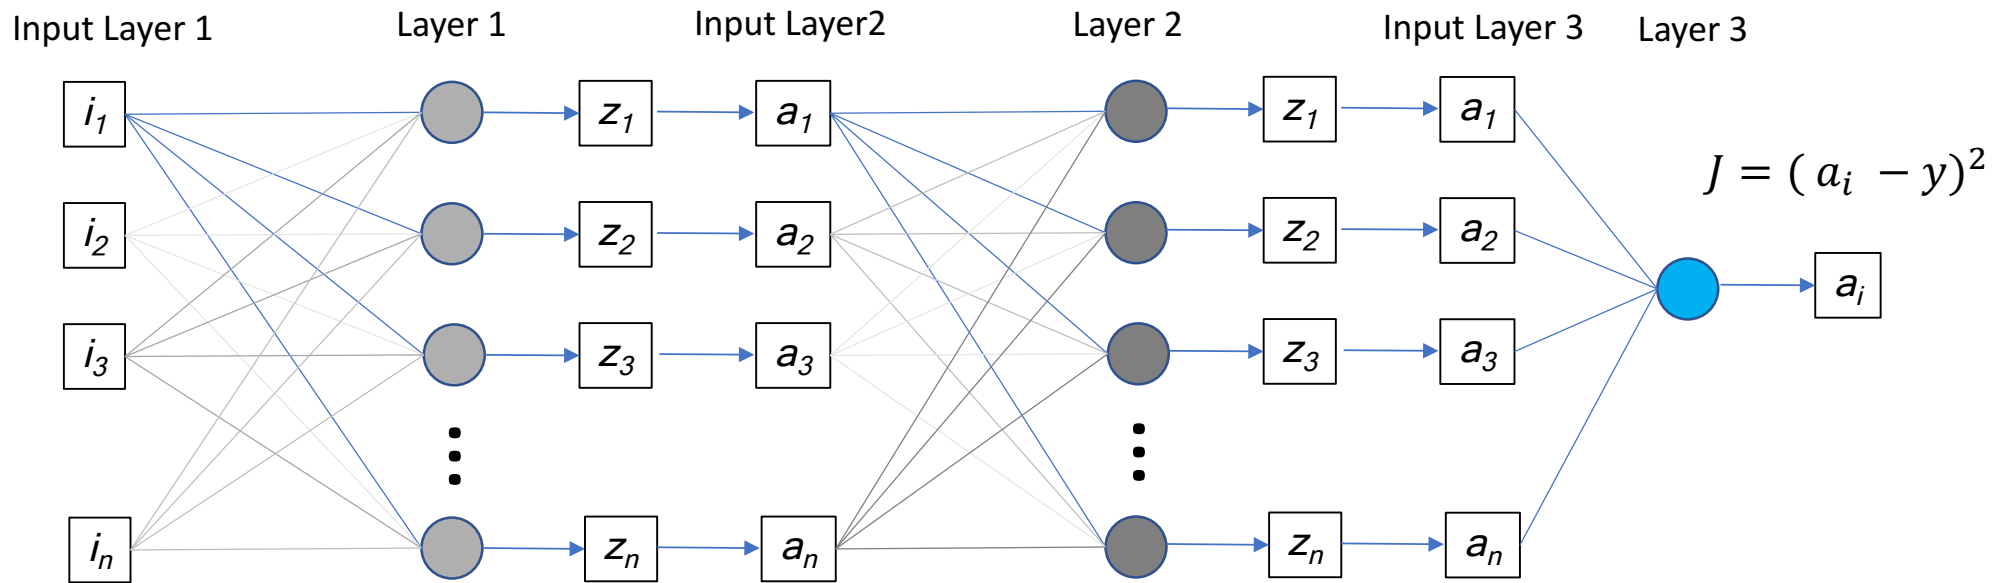 Input Layer 1 Layer 1 Input Layer2 Layer 2 Input Layer 3 Layer 3
i1 z1 a1 z1 a1
J = ( ai − y)²
i2 z2 a2 z2 a2
ai
i3 z3 a3 z3 a3
in zn an zn an